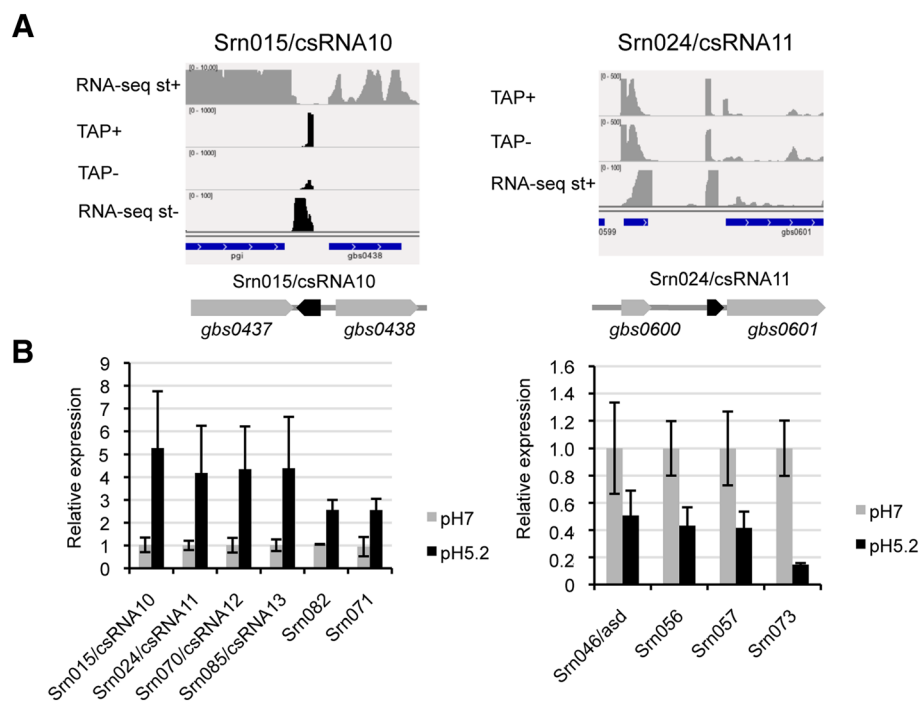 A
Srn015/csRNA10
RNA-seq st+
[0 - 1000]
TAP+
[0 - 1000]
TAP-
[0 - 1000]
RNA-seq st-
[0 - 100]
pgi
gbs0438
Srn015/csRNA10
gbs0437
gbs0438
Srn024/csRNA11
TAP+
[0 - 500]
TAP-
[0 - 500]
RNA-seq st+
[0 - 100]
0599
gbs0601
Srn024/csRNA11
gbs0600
gbs0601
B
Relative expression
9
8
7
6
5
4
3
2
1
0
Srn015/csRNA10
Srn024/csRNA11
Srn070/csRNA12
Srn085/csRNA13
Srn082
Srn071
pH7
pH5.2
Relative expression
1.6
1.4
1.2
1.0
0.8
0.6
0.4
0.2
0
Srn046/asd
Srn056
Srn057
Srn073
pH7
pH5.2